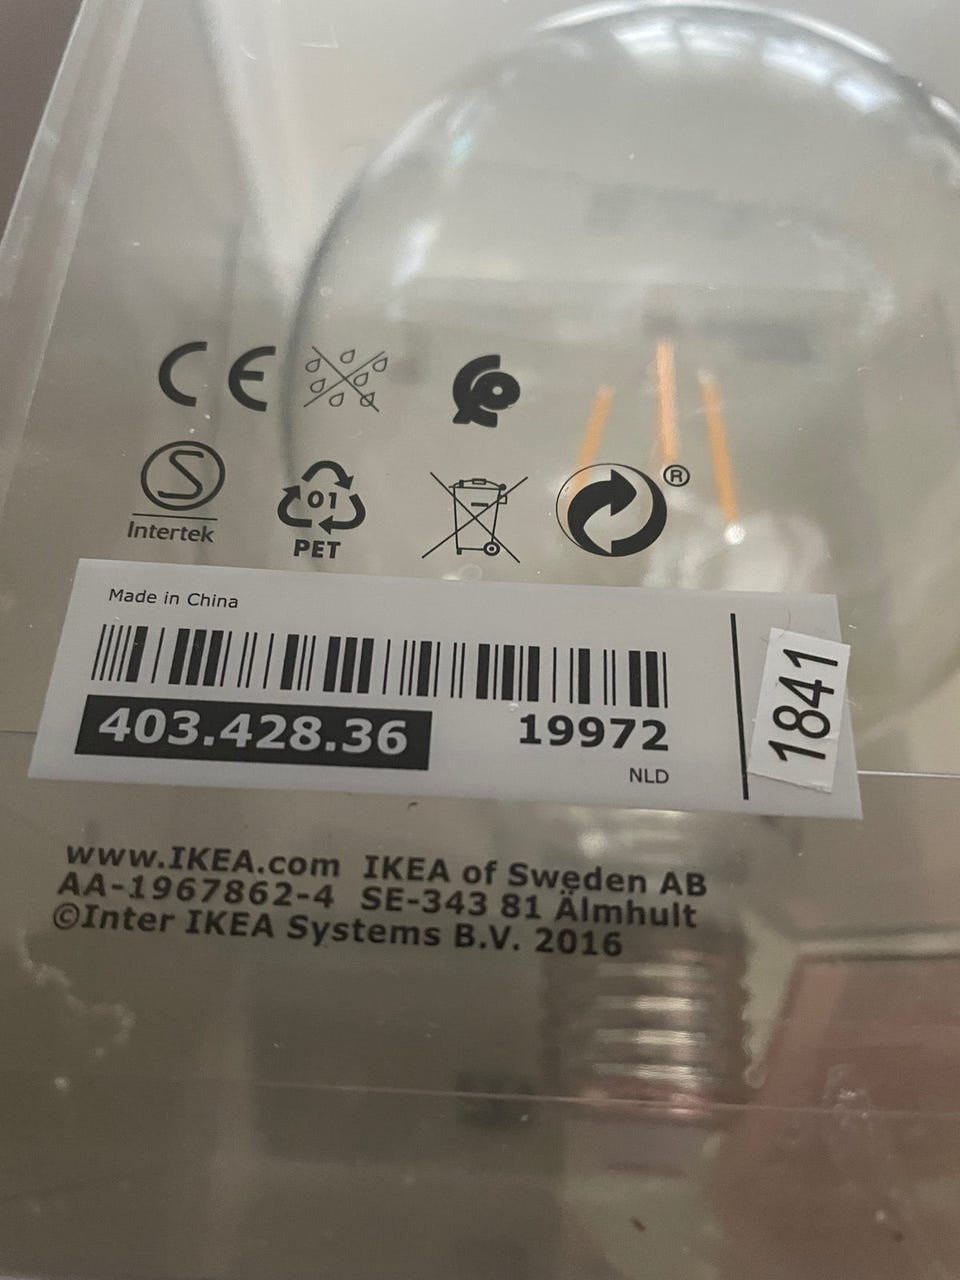 CE
S
Intertek
01
PET
®
Made in China
403.428.36
19972
NLD
1841
www.IKEA.com IKEA of Sweden AB
AA-1967862-4 SE-343 81 Älmhult
©Inter IKEA Systems B.V. 2016